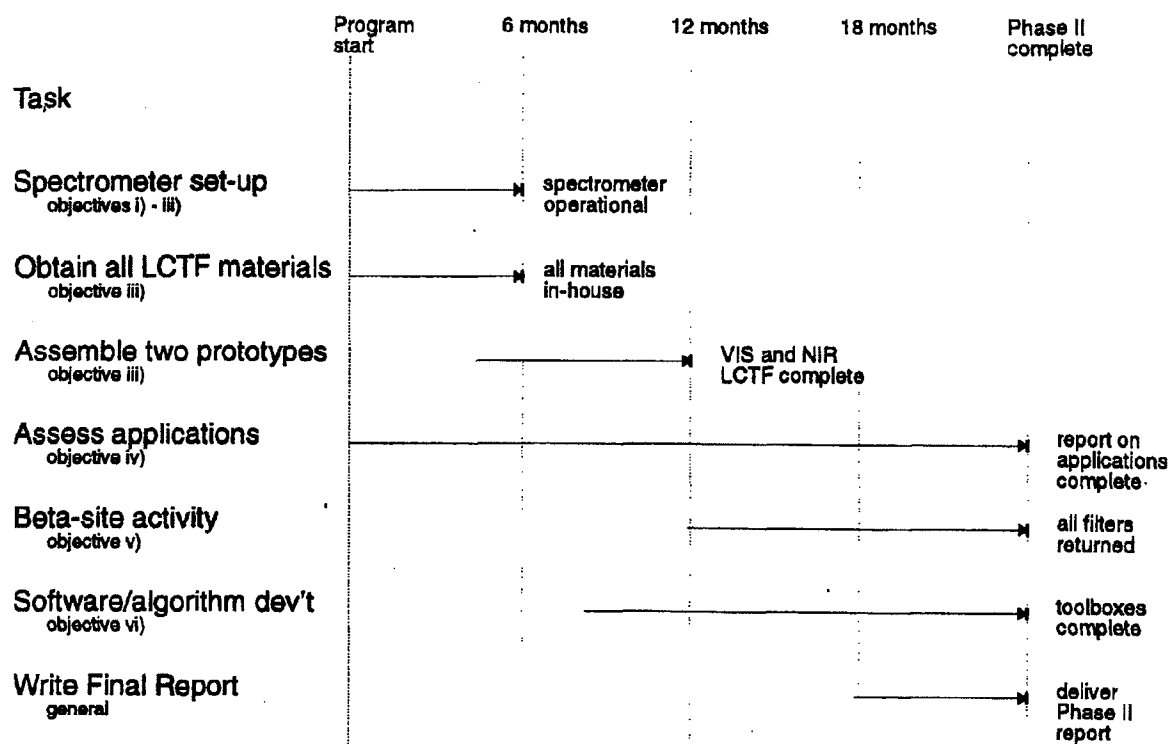 Program start
6 months
12 months
18 months
Phase II complete
Task
Spectrometer set-up
objectives i) - iii)
spectrometer
operational
Obtain all LCTF materials
objective iii)
all materials
in-house
Assemble two prototypes
objective iii)
VIS and NIR
LCTF complete
Assess applications
objective iv)
report on
applications
complete
Beta-site activity
objective v)
all filters
returned
Software/algorithm dev't
objective vi)
toolboxes
complete
Write Final Report
general
deliver
Phase II
report